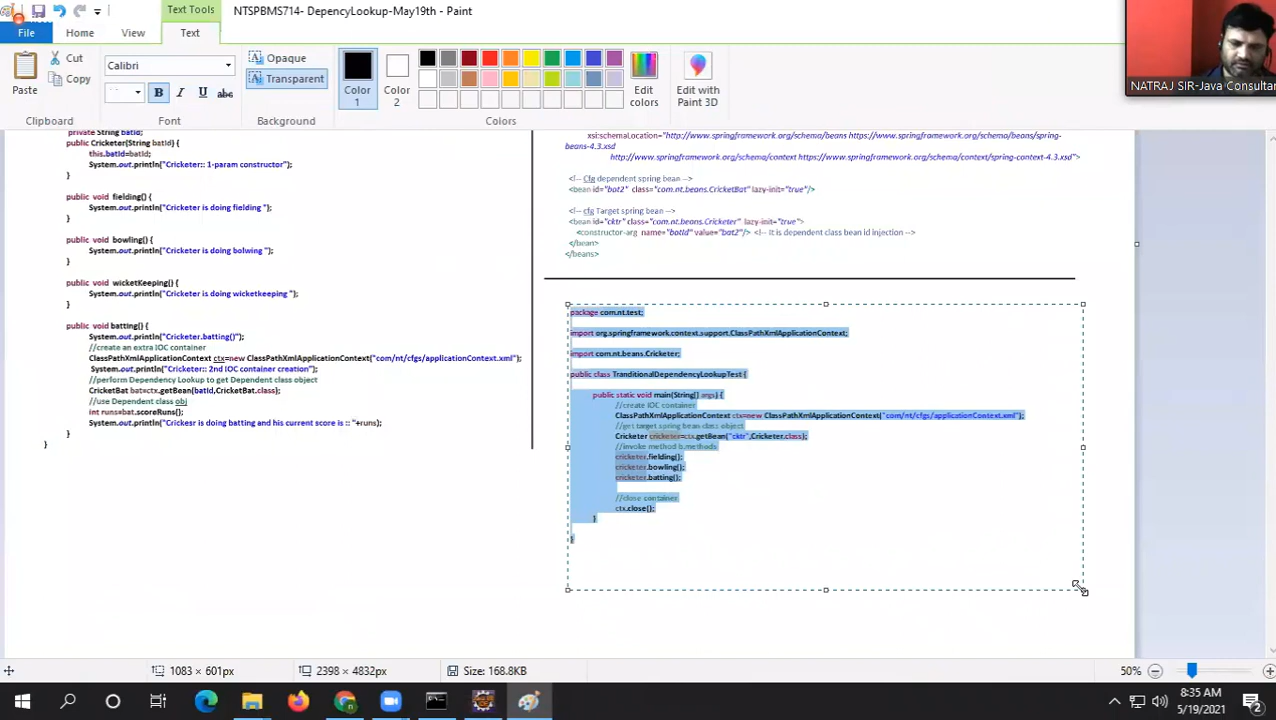 Text Tools
NTSPBMS714- DepencyLookup-May19th - Paint
File
Home
View
Text
Paste
Cut
Copy
Calibri
B I U abc
Opaque
Transparent
Color 1
Color 2
Edit colors
Edit with Paint 3D
Clipboard
Font
Background
Colors
NATRAJ SIR-Java Consultan
private String batId;
public Cricketer(String batId) {
this.batId=batId;
System.out.println("Cricketer:: 1-param constructor");
}
public void fielding() {
System.out.println("Cricketer is doing fielding ");
}
public void bowling() {
System.out.println("Cricketer is doing bolwing ");
}
public void wicketKeeping() {
System.out.println("Cricketer is doing wicketkeeping ");
}
public void batting() {
System.out.println("Cricketer.batting()");
//create an extra IOC container
ClassPathXmlApplicationContext ctx=new ClassPathXmlApplicationContext("com/nt/cfgs/applicationContext.xml");
System.out.println("Cricketer:: 2nd IOC container creation");
//perform Dependency Lookup to get Dependent class object
CricketBat bat=ctx.getBean(batId,CricketBat.class);
//use Dependent class obj
int runs=bat.scoreRuns();
System.out.println("Crickeer is doing batting and his current score is :: "+runs);
}
}
xsi:schemaLocation="http://www.springframework.org/schema/beans https://www.springframework.org/schema/beans/spring-
beans-4.3.xsd
http://www.springframework.org/schema/context https://www.springframework.org/schema/context/spring-context-4.3.xsd">
<!-- Cfg dependent spring bean -->
<bean id="bat2" class="com.nt.beans.CricketBat" lazy-init="true"/>
<!-- cfg Target spring bean -->
<bean id="cktr" class="com.nt.beans.Cricketer" lazy-init="true">
<constructor-arg name="batId" value="bat2"/> <!-- It is dependent class bean id injection -->
</bean>
</beans>
package com.nt.test;
import org.springframework.context.support.ClassPathXmlApplicationContext;
import com.nt.beans.Cricketer;
public class TranditionalDependencyLookupTest {
public static void main(String[] args) {
//create IOC container
ClassPathXmlApplicationContext ctx=new ClassPathXmlApplicationContext("com/nt/cfgs/applicationContext.xml");
//get target spring bean class object
Cricketer cricketer=ctx.getBean("cktr",Cricketer.class);
//invoke method b.methods
cricketer.fielding();
cricketer.bowling();
cricketer.batting();
//close container
ctx.close();
}
}
1083 × 601px
2398 × 4832px
Size: 168.8KB
50%
8:35 AM
5/19/2021
2